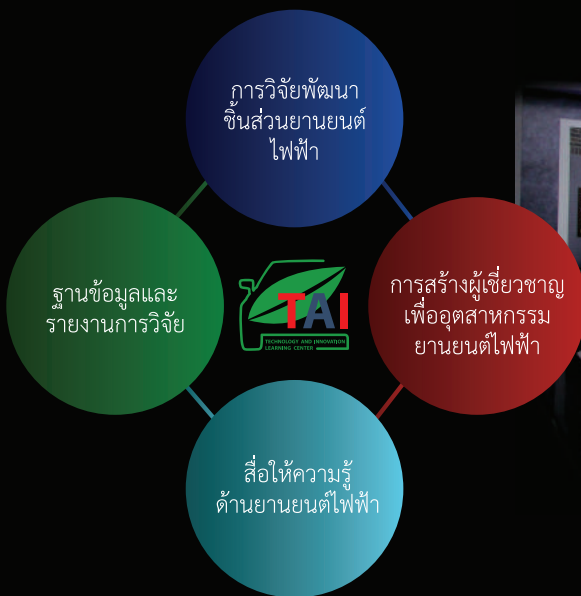 การวิจัยพัฒนา
ชิ้นส่วนยานยนต์
ไฟฟ้า
ฐานข้อมูลและ
รายงานการวิจัย
TAI
TECHNOLOGY AND INNOVATION
LEARNING CENTER
การสร้างผู้เชี่ยวชาญ
เพื่ออุตสาหกรรม
ยานยนต์ไฟฟ้า
สื่อให้ความรู้
ด้านยานยนต์ไฟฟ้า